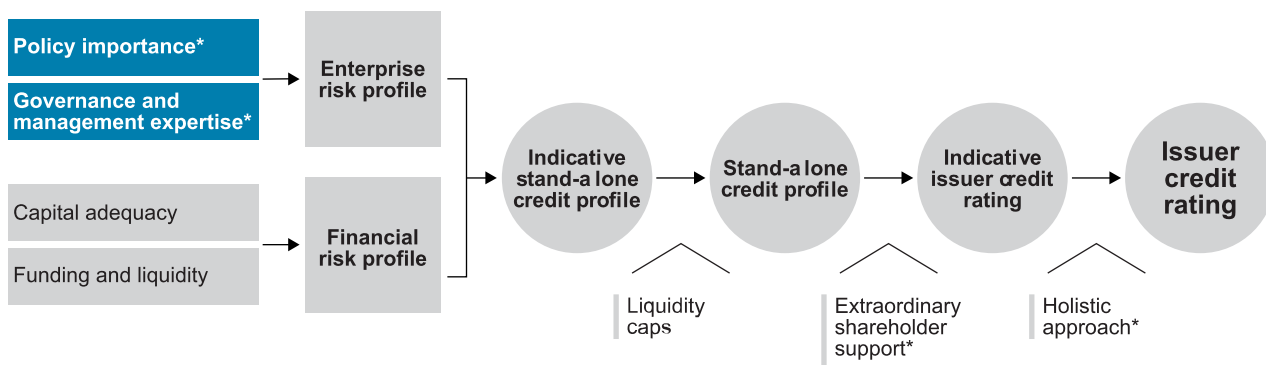 Policy importance*
Governance and
management expertise*
Enterprise
risk profile
Capital adequacy
Funding and liquidity
Financial
risk profile
Indicative
stand-a lone
credit profile
Stand-a lone
credit profile
Indicative
issuer credit
rating
Issuer
credit
rating
Liquidity
caps
Extraordinary
shareholder
support*
Holistic
approach*